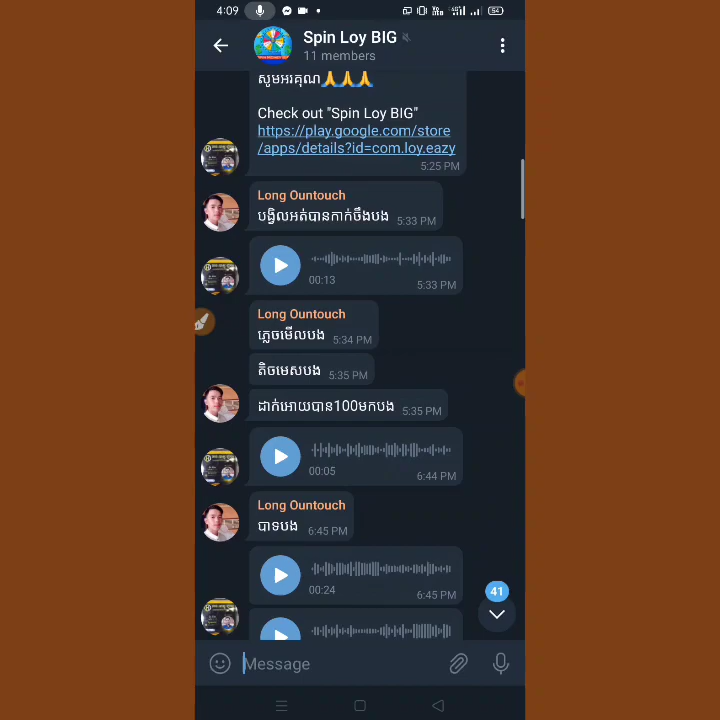 4:09
54
Spin Loy BIG
11 members
សូមអរគុណ🙏🙏🙏
Check out "Spin Loy BIG"
https://play.google.com/store
/apps/details?id=com.loy.eazy
5:25 PM
Long Ountouch
បង្វិលអត់បានកាក់ចឹងបង 5:33 PM
00:13 5:33 PM
Long Ountouch
ភ្លេចមើលបង 5:34 PM
តិចមេសបង 5:35 PM
ដាក់អោយបាន100មកបង 5:35 PM
00:05 6:44 PM
Long Ountouch
បាទបង 6:45 PM
00:24 6:45 PM
41
Message